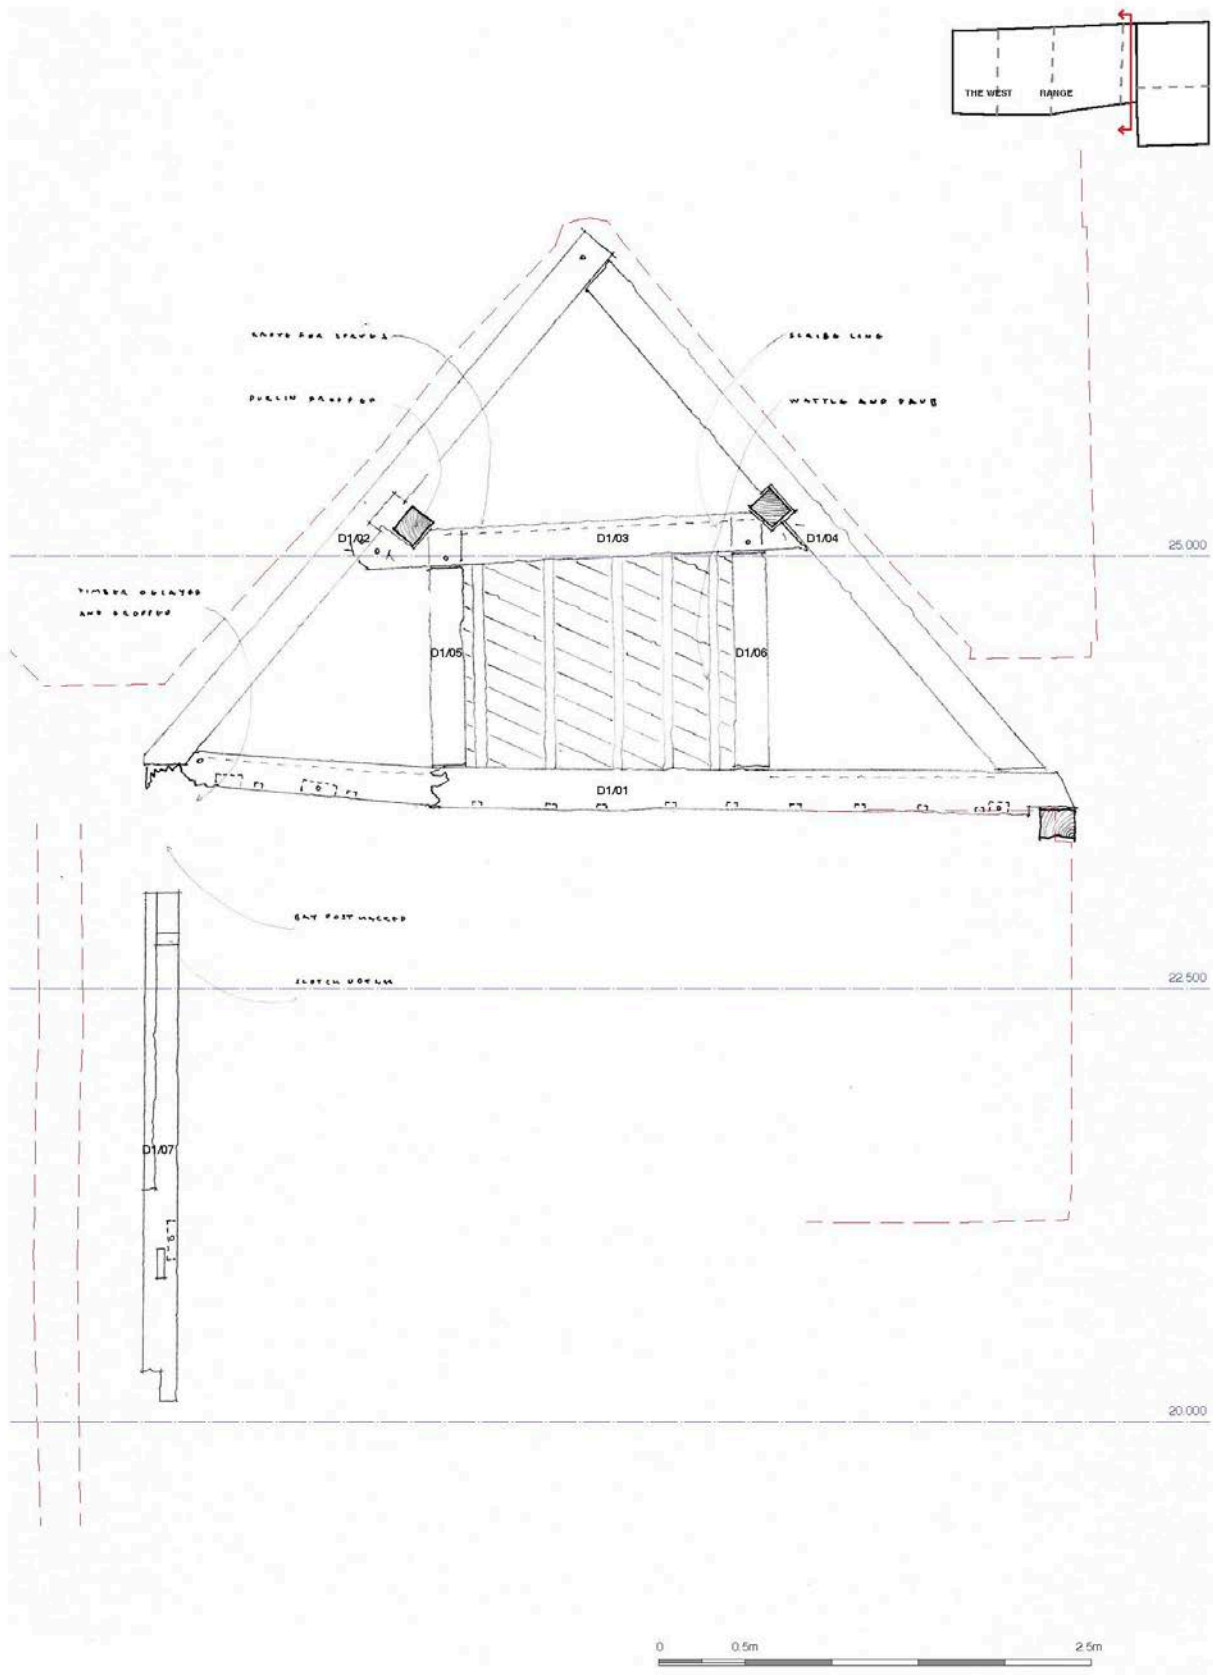 THE WEST RANGE
SCRIBE LINE
WATTLE AND DAUB
PURLIN DROPPED
D1/02
D1/03
D1/04
25.000
TIMBER DECAYED
AND DROPPED
D1/05
D1/06
D1/01
BAY POST HACKED
22.500
D1/07
20.000
0 0.5m 2.5m